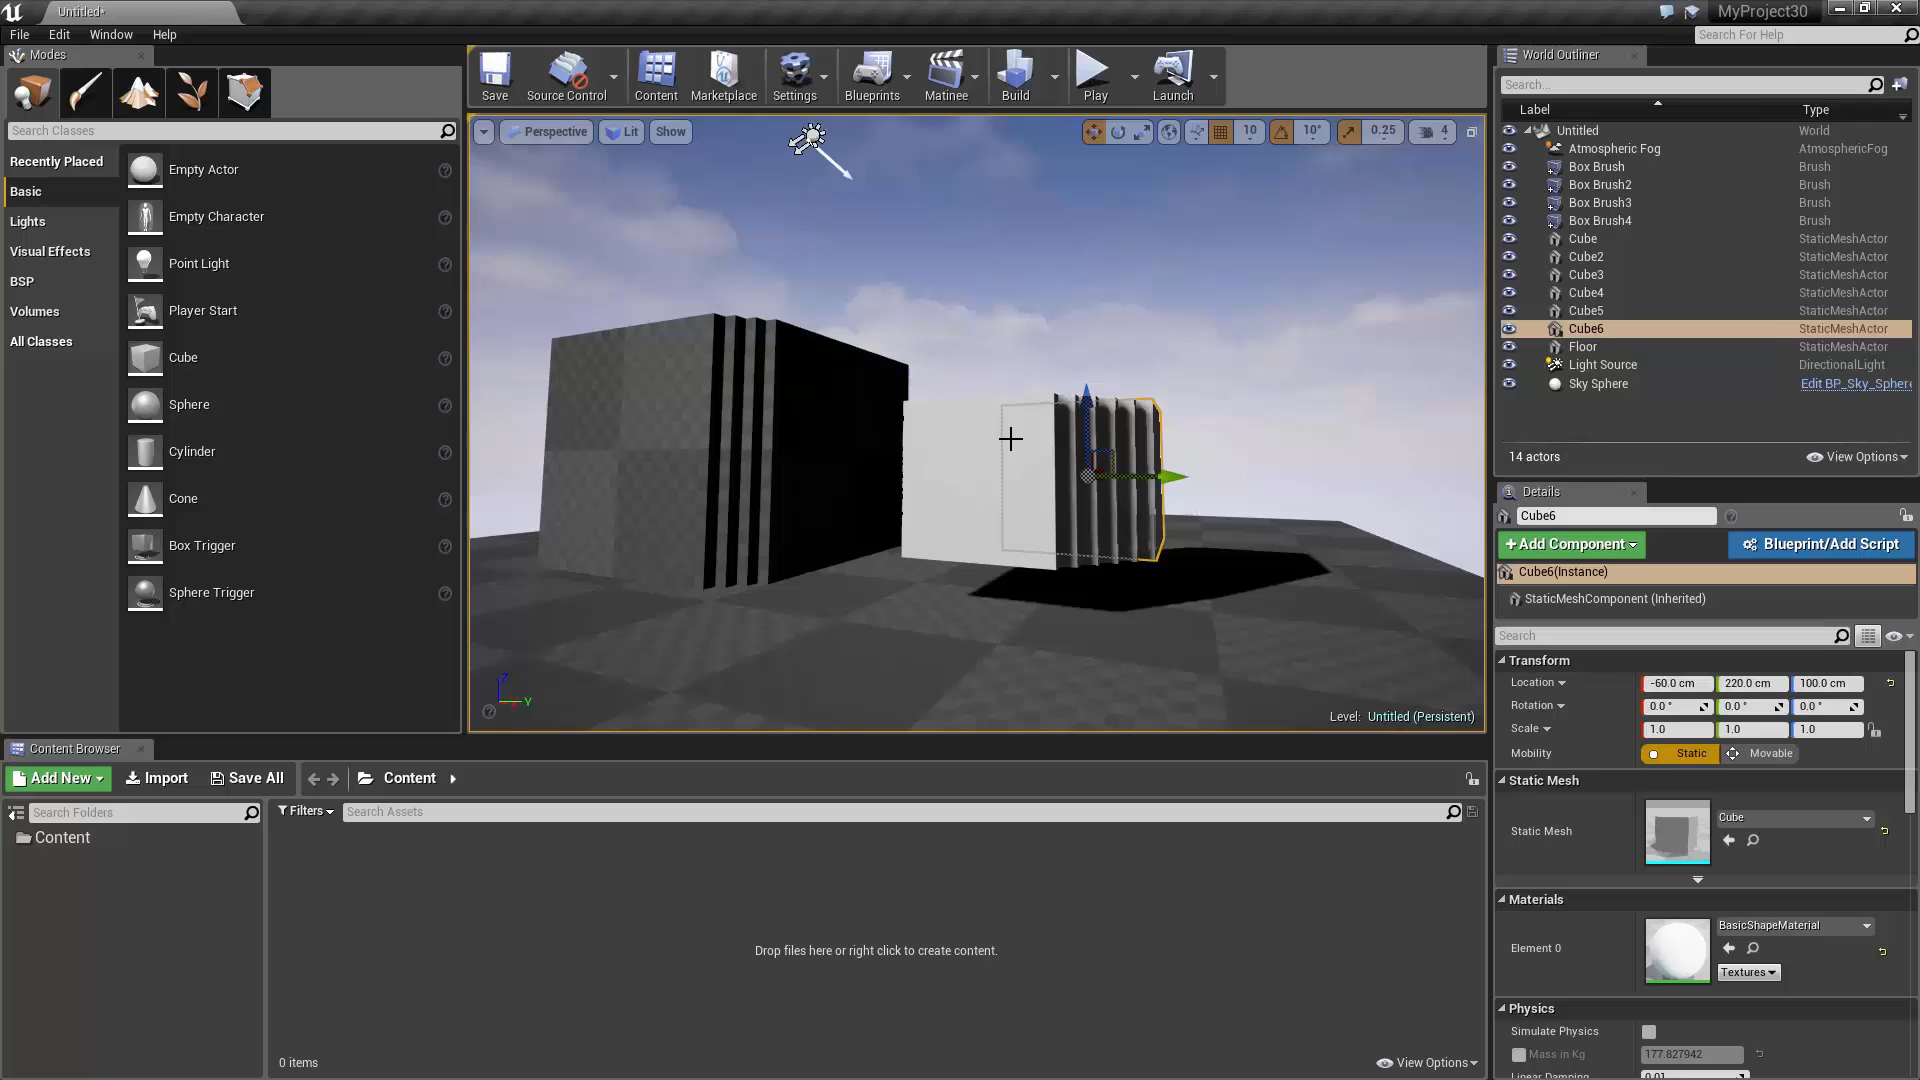 Untitled*
MyProject30
File Edit Window Help
Search For Help
Modes
Search Classes
Recently Placed
Basic
Lights
Visual Effects
BSP
Volumes
All Classes
Empty Actor
Empty Character
Point Light
Player Start
Cube
Sphere
Cylinder
Cone
Box Trigger
Sphere Trigger
Save Source Control Content Marketplace Settings Blueprints Matinee Build Play Launch
Perspective Lit Show 10 10° 0.25 4
Z
Y
Level: Untitled (Persistent)
World Outliner
Search...
Label Type
Untitled World
Atmospheric Fog AtmosphericFog
Box Brush Brush
Box Brush2 Brush
Box Brush3 Brush
Box Brush4 Brush
Cube StaticMeshActor
Cube2 StaticMeshActor
Cube3 StaticMeshActor
Cube4 StaticMeshActor
Cube5 StaticMeshActor
Cube6 StaticMeshActor
Floor StaticMeshActor
Light Source DirectionalLight
Sky Sphere Edit BP_Sky_Sphere
14 actors View Options
Details
Cube6
+Add Component Blueprint/Add Script
Cube6(Instance)
StaticMeshComponent (Inherited)
Search
Transform
Location -60.0 cm 220.0 cm 100.0 cm
Rotation 0.0 ° 0.0 ° 0.0 °
Scale 1.0 1.0 1.0
Mobility Static Movable
Static Mesh
Static Mesh Cube
Materials
Element 0 BasicShapeMaterial
Textures
Physics
Simulate Physics
Mass in Kg 177.827942
Linear Damping 0.01
Content Browser
Add New Import Save All Content
Search Folders
Content
Filters Search Assets
Drop files here or right click to create content.
0 items View Options